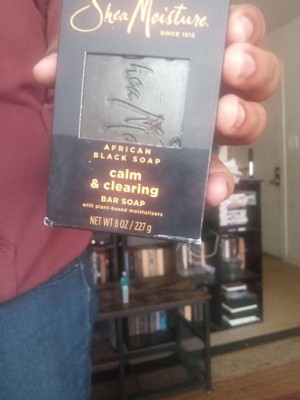 SheaMoisture
SINCE 1912
AFRICAN
BLACK SOAP
calm
& clearing
BAR SOAP
with plant-based moisturizers
NET WT 8 OZ / 227 g